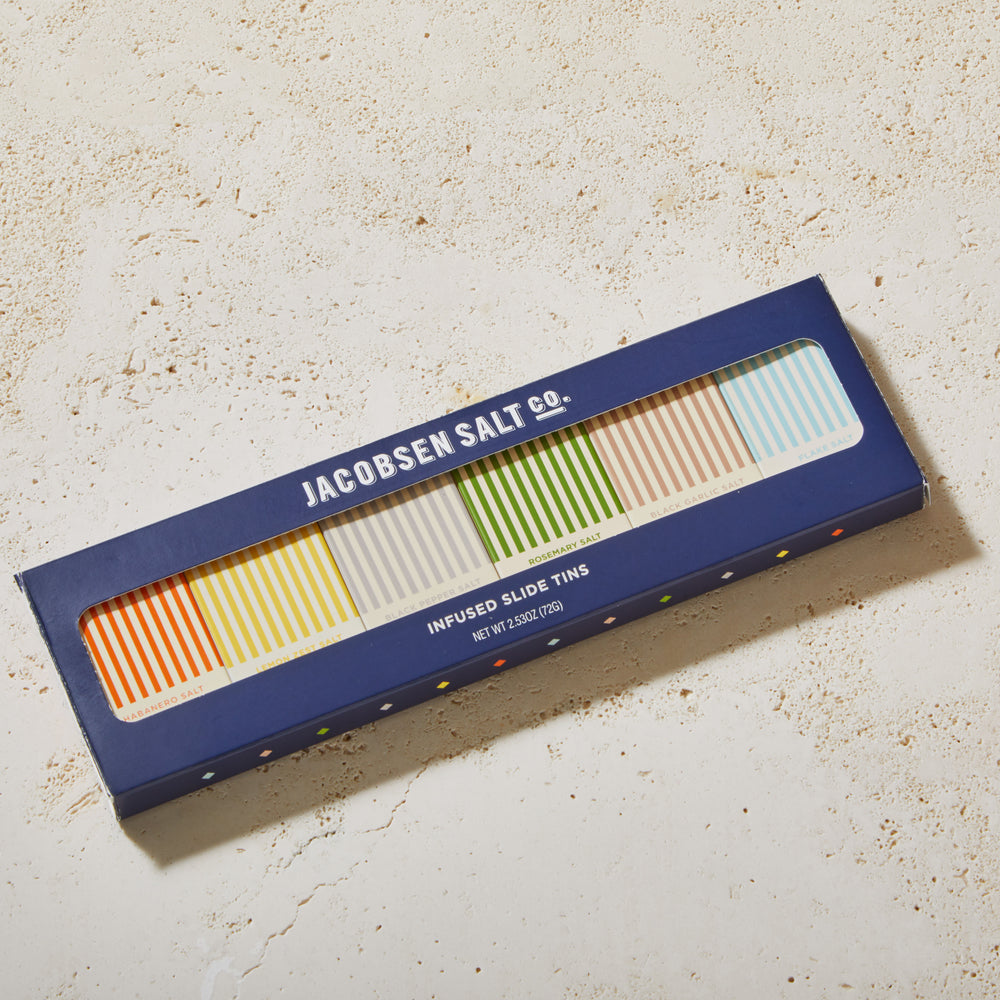 JACOBSEN SALT CO.
HABANERO SALT
LEMON ZEST SALT
BLACK PEPPER SALT
ROSEMARY SALT
BLACK GARLIC SALT
FLAKE SALT
INFUSED SLIDE TINS
NET WT 2.53OZ (72G)